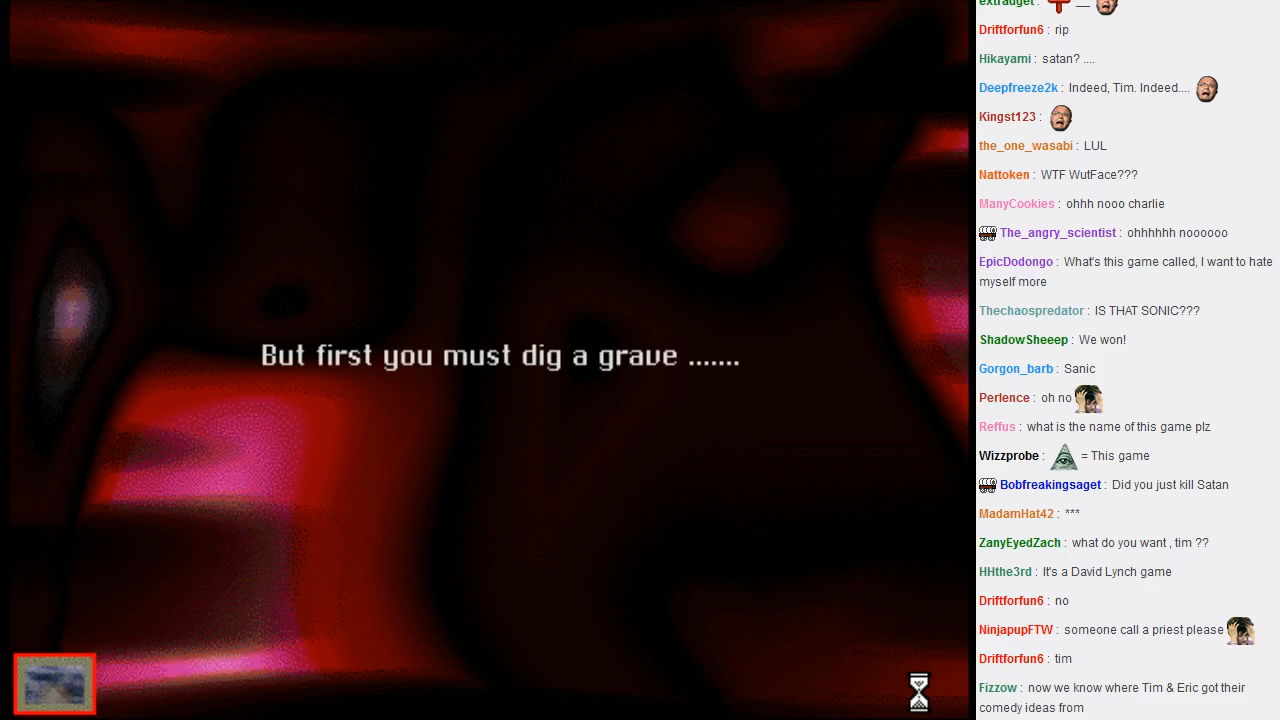 But first you must dig a grave .......
extradget :
Driftforfun6 : rip
Hikayami : satan? ....
Deepfreeze2k : Indeed, Tim. Indeed....
Kingst123 :
the_one_wasabi : LUL
Nattoken : WTF WutFace???
ManyCookies : ohhh nooo charlie
The_angry_scientist : ohhhhhh noooooo
EpicDodongo : What's this game called, I want to hate
myself more
Thechaospredator : IS THAT SONIC???
ShadowSheeep : We won!
Gorgon_barb : Sanic
Perlence : oh no
Reffus : what is the name of this game plz
Wizzprobe : = This game
Bobfreakingsaget : Did you just kill Satan
MadamHat42 : ***
ZanyEyedZach : what do you want , tim ??
HHthe3rd : It's a David Lynch game
Driftforfun6 : no
NinjapupFTW : someone call a priest please
Driftforfun6 : tim
Fizzow : now we know where Tim & Eric got their
comedy ideas from